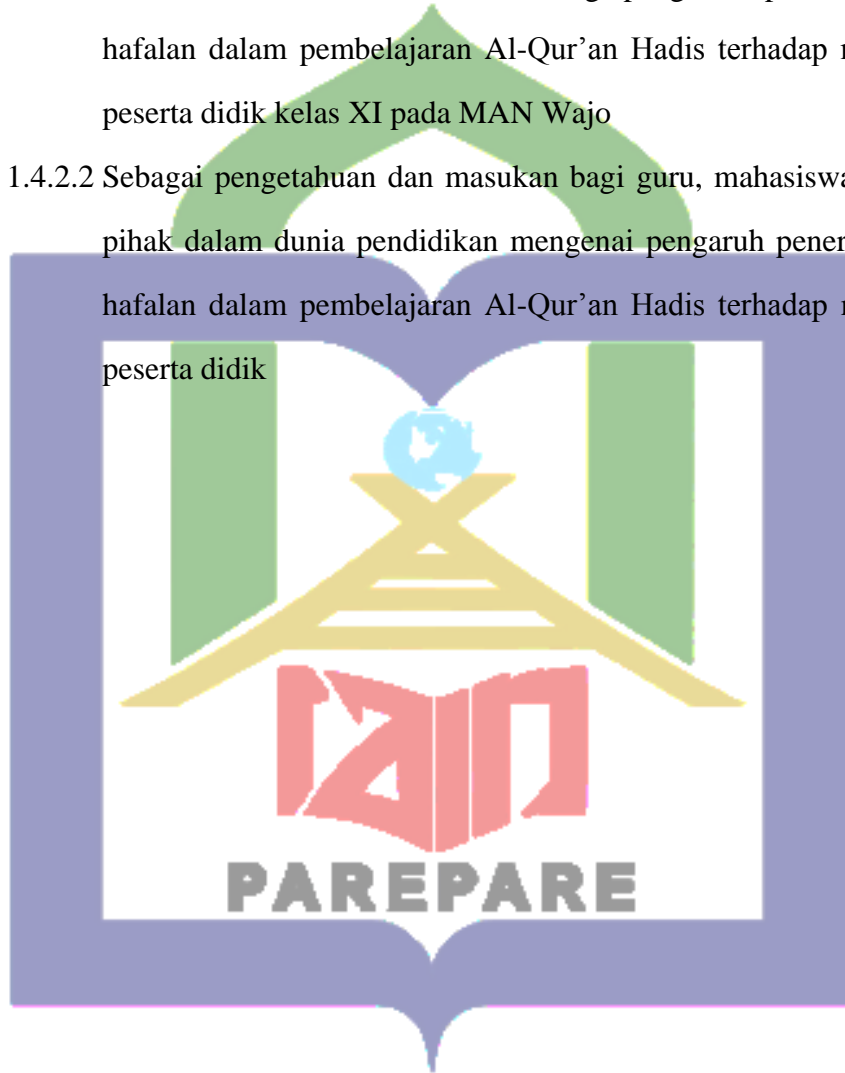 hafalan dalam pembelajaran Al-Qur’an Hadis terhadap
peserta didik kelas XI pada MAN Wajo
1.4.2.2 Sebagai pengetahuan dan masukan bagi guru, mahasiswa
pihak dalam dunia pendidikan mengenai pengaruh
hafalan dalam pembelajaran Al-Qur’an Hadis terhadap
peserta didik
iain
PAREPARE